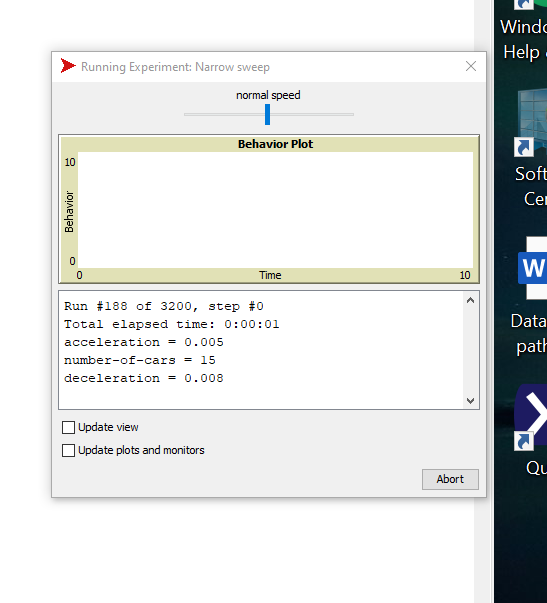 Running Experiment: Narrow sweep
normal speed
Behavior Plot
10
Behavior
0
0
Time
10
Run #188 of 3200, step #0
Total elapsed time: 0:00:01
acceleration = 0.005
number-of-cars = 15
deceleration = 0.008
Update view
Update plots and monitors
Abort
Windo
Help &
Soft
Cer
W
Data
path
Qu